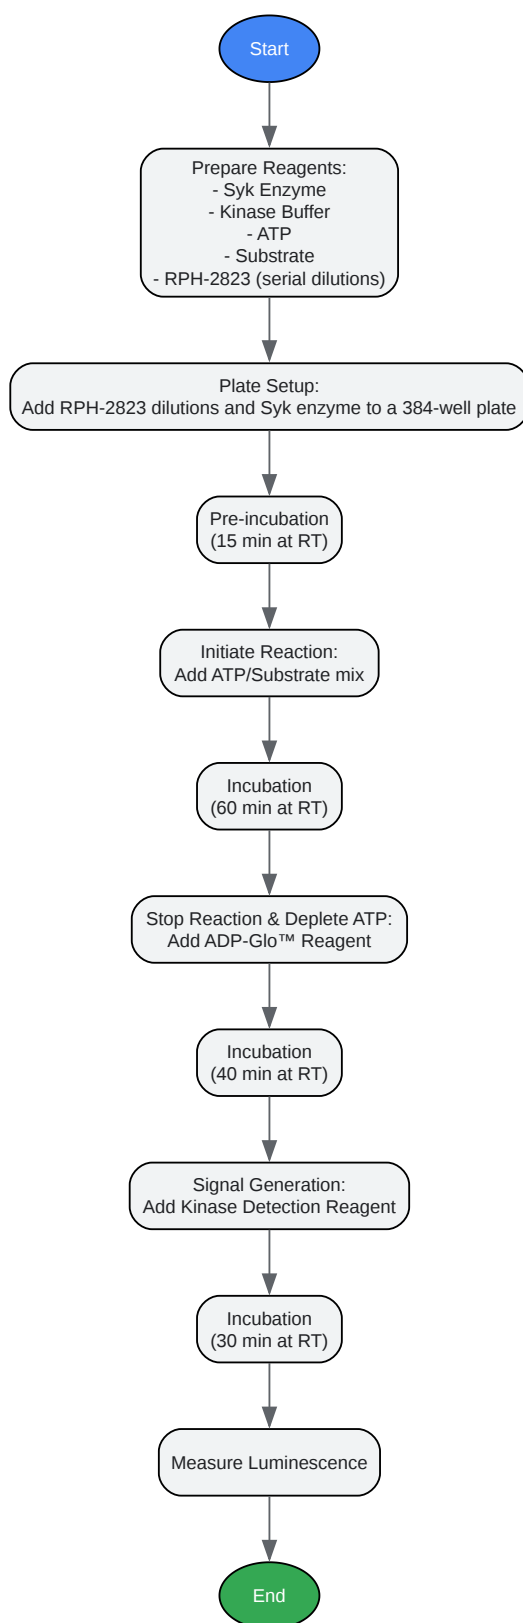 Start
Prepare Reagents:
- Syk Enzyme
- Kinase Buffer
- ATP
- Substrate
- RPH-2823 (serial dilutions)
Plate Setup:
Add RPH-2823 dilutions and Syk enzyme to a 384-well plate
Pre-incubation
(15 min at RT)
Initiate Reaction:
Add ATP/Substrate mix
Incubation
(60 min at RT)
Stop Reaction & Deplete ATP:
Add ADP-Glo™ Reagent
Incubation
(40 min at RT)
Signal Generation:
Add Kinase Detection Reagent
Incubation
(30 min at RT)
Measure Luminescence
End